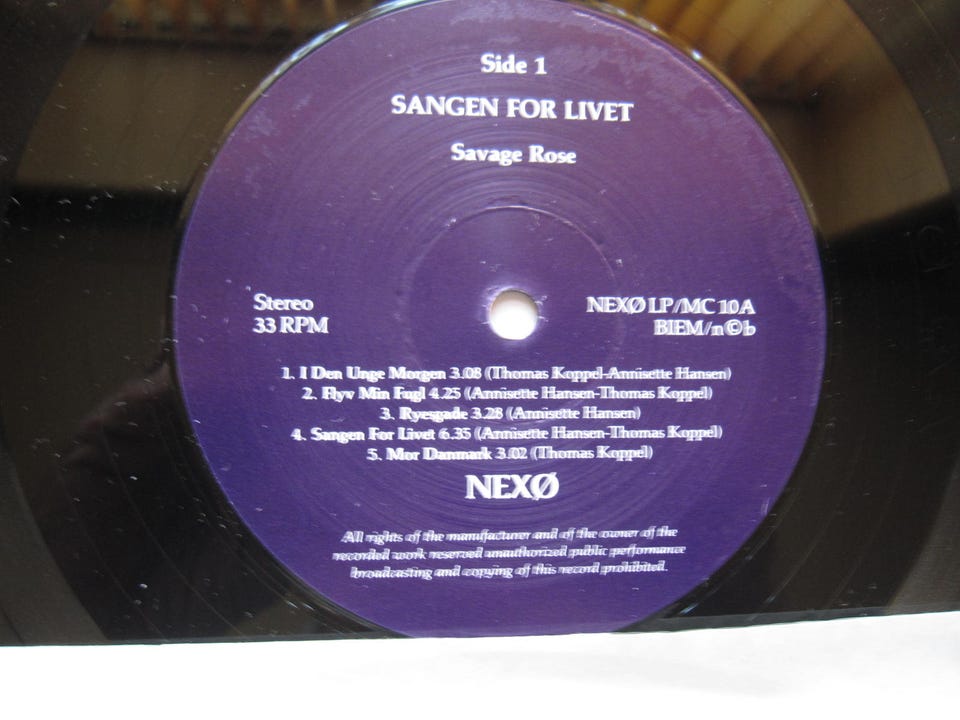 Side 1
SANGEN FOR LIVET
Savage Rose
Stereo
33 RPM
NEXØ LP/MC 10 A
BIEM/n©b
1. I Den Unge Morgen 3.08 (Thomas Koppel-Annisette Hansen)
2. Flyv Min Fugl 4.25 (Annisette Hansen-Thomas Koppel)
3. Ryesgade 3.28 (Annisette Hansen)
4. Sangen For Livet 6.35 (Annisette Hansen-Thomas Koppel)
5. Mor Danmark 3.02 (Thomas Koppel)
NEXØ
All rights of the manufacturer and of the owner of the
recorded work reserved unauthorized public performance
broadcasting and copying of this record prohibited.